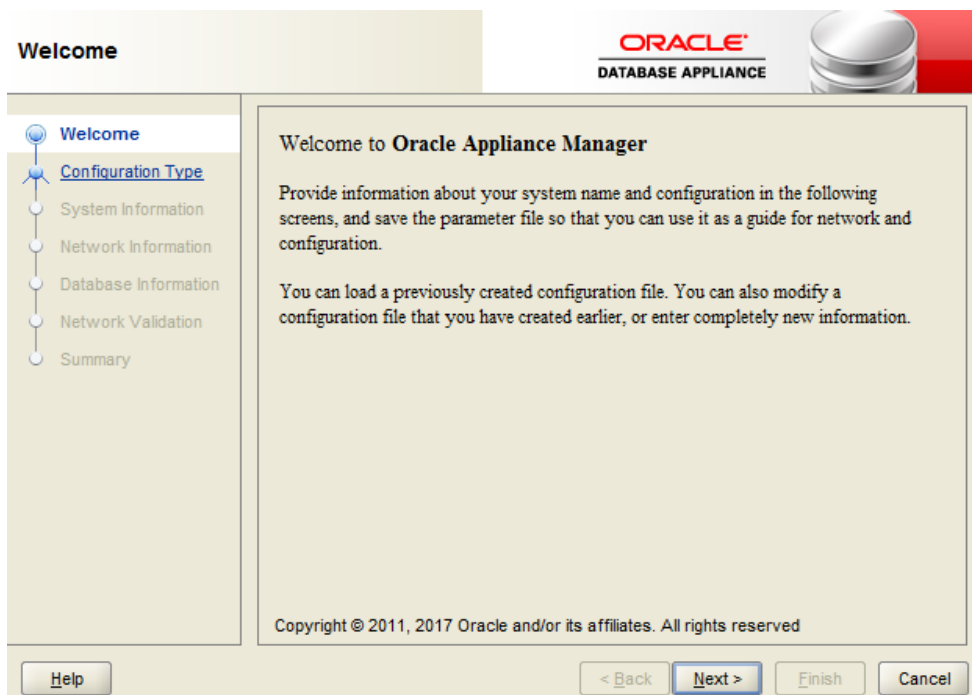 Welcome
ORACLE®
DATABASE APPLIANCE
Welcome
Configuration Type
System Information
Network Information
Database Information
Network Validation
Summary
Welcome to Oracle Appliance Manager
Provide information about your system name and configuration in the following
screens, and save the parameter file so that you can use it as a guide for network and
configuration.
You can load a previously created configuration file. You can also modify a
configuration file that you have created earlier, or enter completely new information.
Copyright © 2011, 2017 Oracle and/or its affiliates. All rights reserved
Help
< Back
Next >
Finish
Cancel